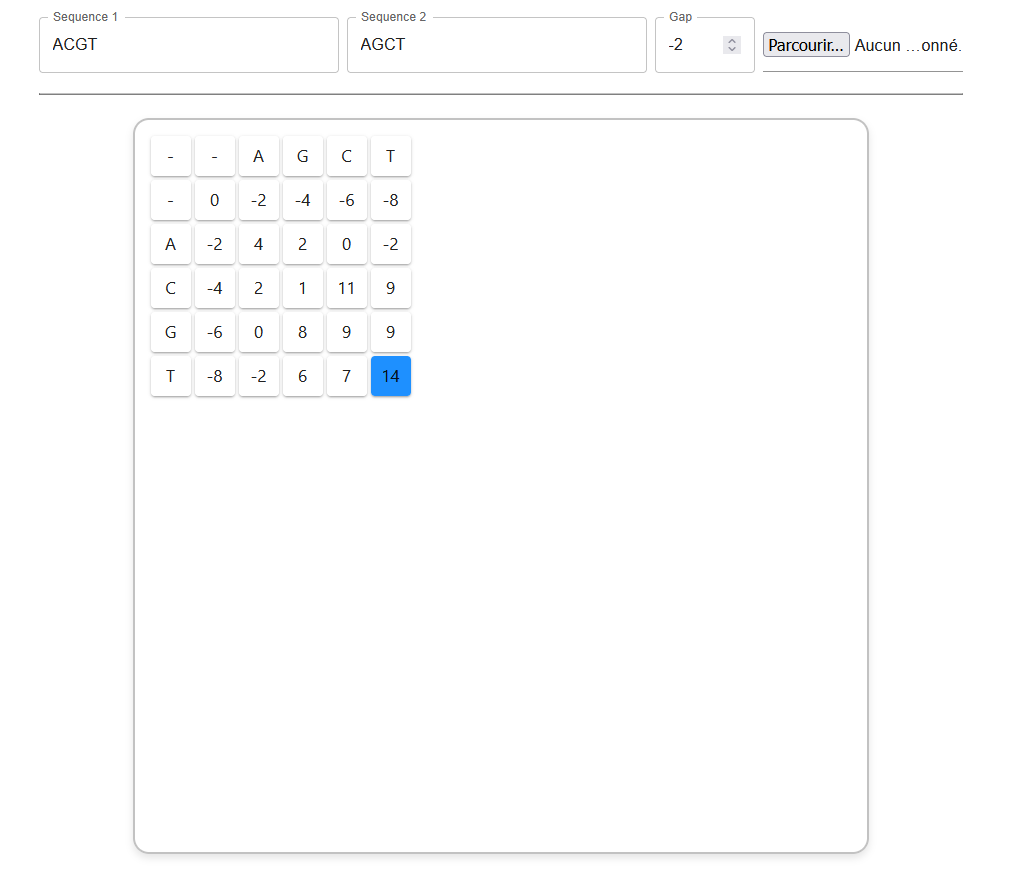 Sequence 1 Sequence 2 Gap
ACGT AGCT -2 Parcourir... Aucun ...onné.
- - A G C T
- 0 -2 -4 -6 -8
A -2 4 2 0 -2
C -4 2 1 11 9
G -6 0 8 9 9
T -8 -2 6 7 14